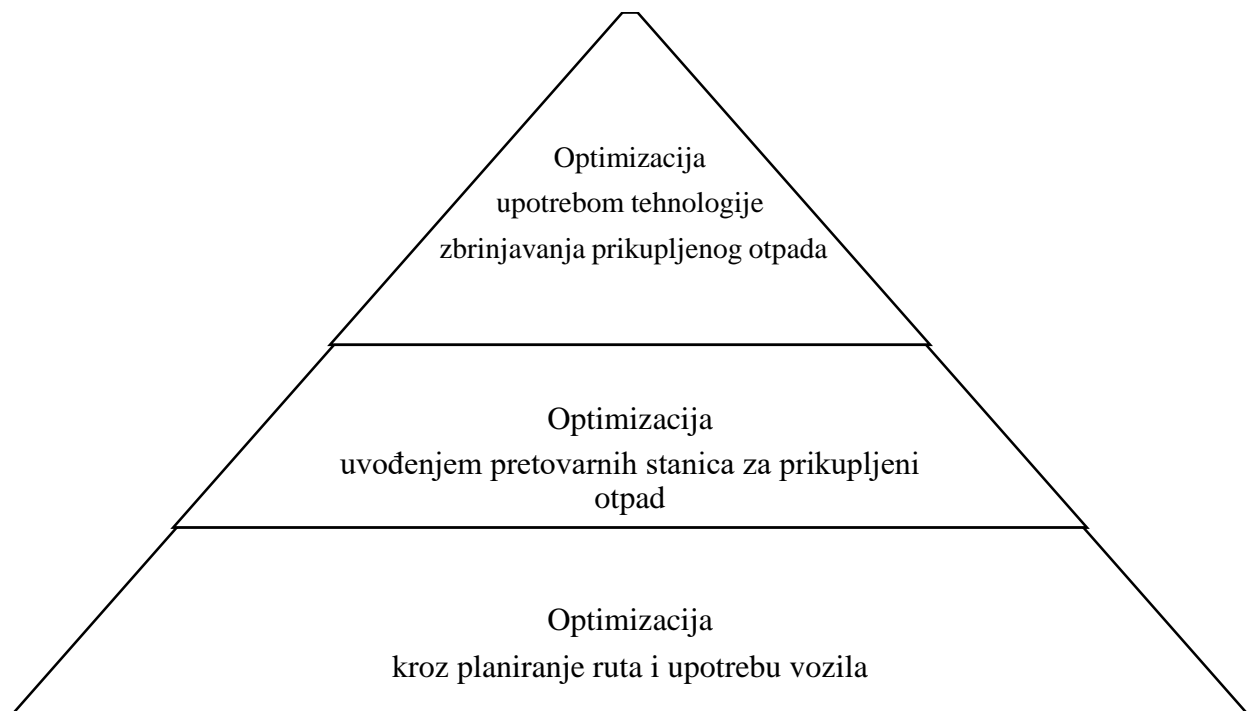 Optimizacija
upotrebom tehnologije
zbrinjavanja prikupljenog otpada
Optimizacija
uvođenjem pretovarnih stanica za prikupljeni
otpad
Optimizacija
kroz planiranje ruta i upotrebu vozila